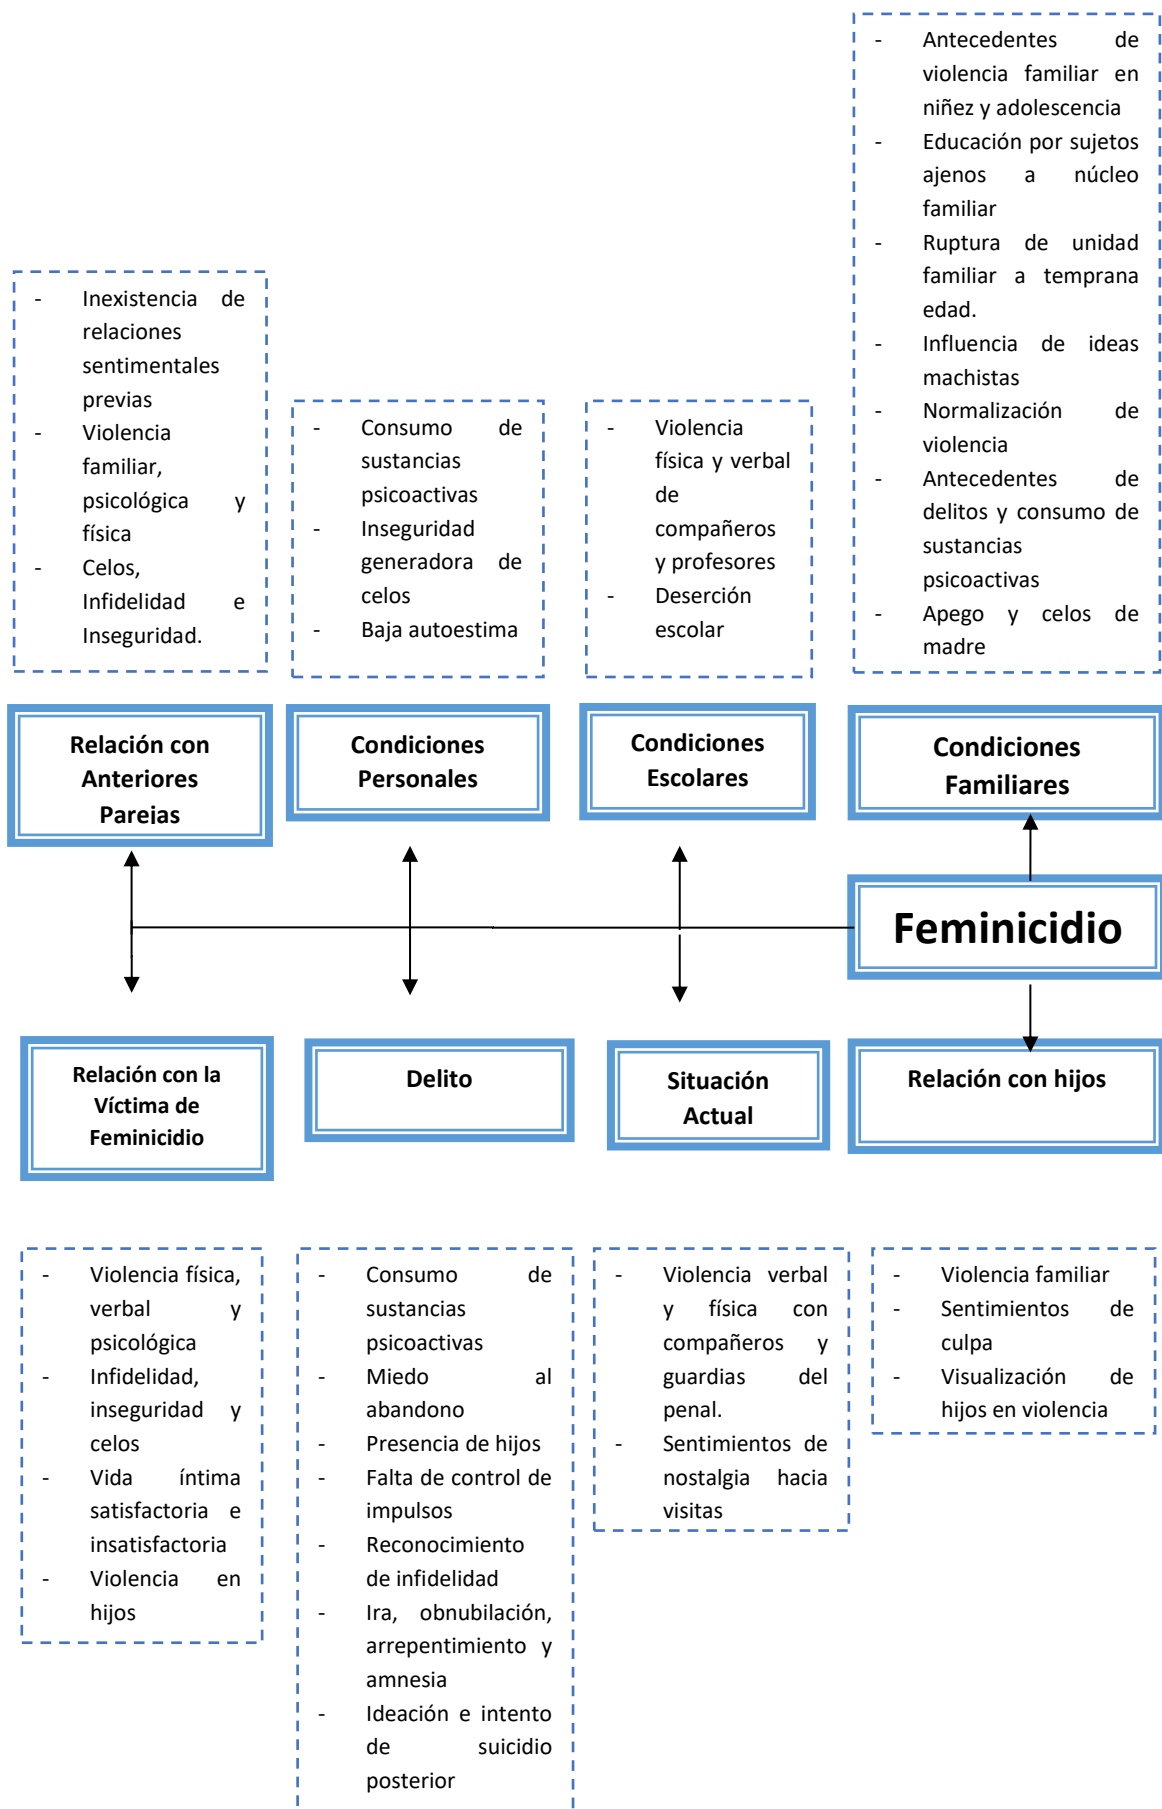 - Antecedentes de
violencia familiar en
niñez y adolescencia
- Educación por sujetos
ajenos a núcleo
familiar
- Ruptura de unidad
familiar a temprana
edad.
- Influencia de ideas
machistas
- Normalización de
violencia
- Antecedentes de
delitos y consumo de
sustancias
psicoactivas
- Apego y celos de
madre
- Inexistencia de
relaciones
sentimentales
previas
- Violencia
familiar,
psicológica y
física
- Celos,
Infidelidad e
Inseguridad.
- Consumo de
sustancias
psicoactivas
- Inseguridad
generadora de
celos
- Baja autoestima
- Violencia
física y verbal
de
compañeros
y profesores
- Deserción
escolar
Relación con
Anteriores
Parejas
Condiciones
Personales
Condiciones
Escolares
Condiciones
Familiares
Feminicidio
Relación con la
Víctima de
Feminicidio
Delito
Situación
Actual
Relación con hijos
- Violencia física,
verbal y
psicológica
- Infidelidad,
inseguridad y
celos
- Vida íntima
satisfactoria e
insatisfactoria
- Violencia en
hijos
- Consumo de
sustancias
psicoactivas
- Miedo al
abandono
- Presencia de hijos
- Falta de control de
impulsos
- Reconocimiento
de infidelidad
- Ira, obnubilación,
arrepentimiento y
amnesia
- Ideación e intento
de suicidio
posterior
- Violencia verbal
y física con
compañeros y
guardias del
penal.
- Sentimientos de
nostalgia hacia
visitas
- Violencia familiar
- Sentimientos de
culpa
- Visualización de
hijos en violencia